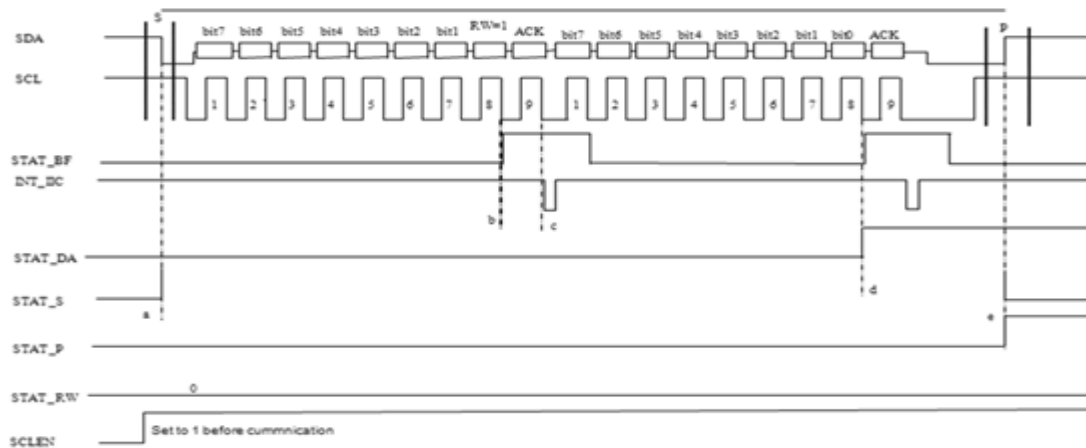 S P
bit7 bit6 bit5 bit4 bit3 bit2 bit1 RW=1 ACK bit7 bit6 bit5 bit4 bit3 bit2 bit1 bit0 ACK
SDA
SCL
1 2 3 4 5 6 7 8 9 1 2 3 4 5 6 7 8 9
STAT_BF
INT_IIC
b c
STAT_DA
d
STAT_S
a e
STAT_P
0
STAT_RW
Set to 1 before cummnication
SCLEN